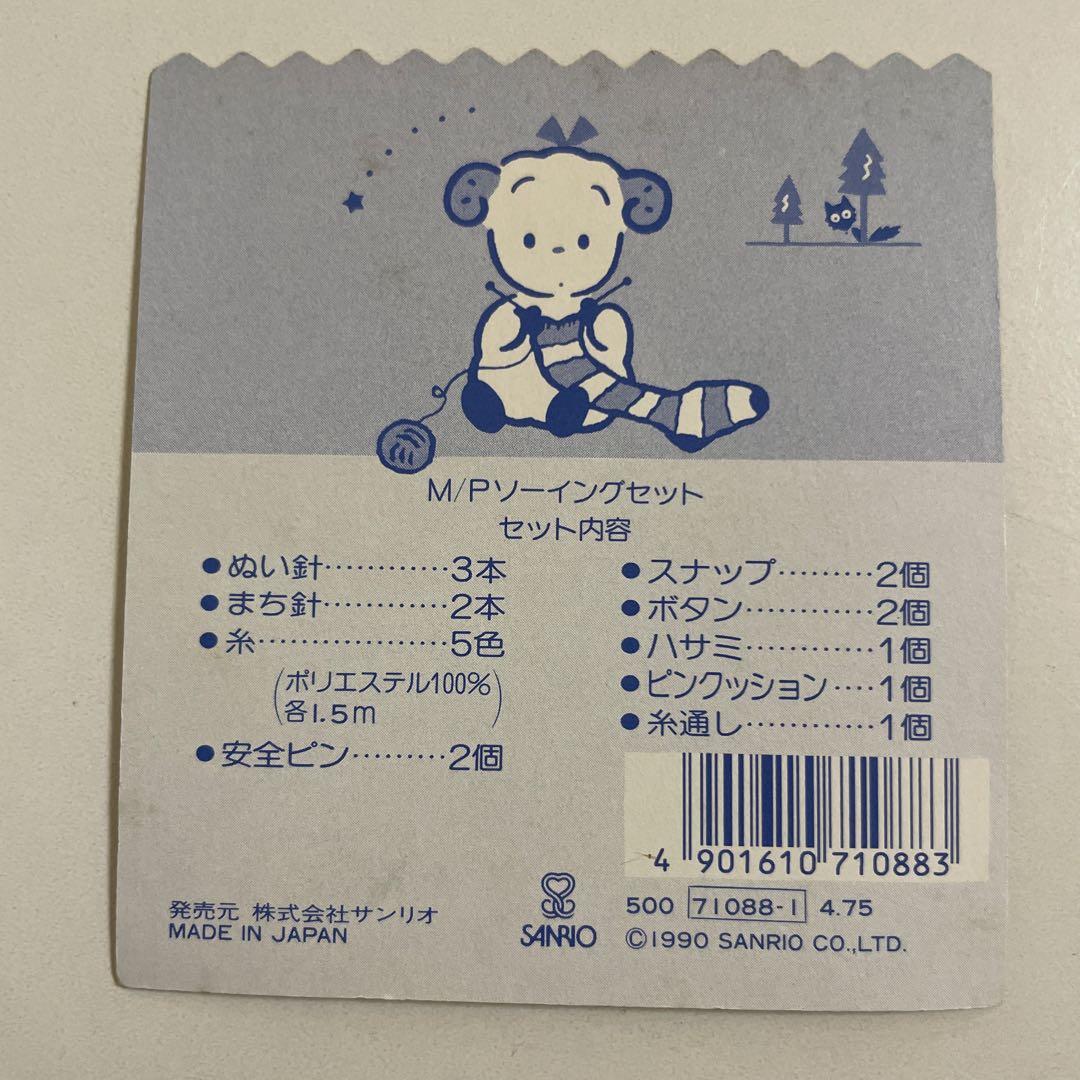 M/Pソーイングセット
セット内容
●ぬい針…………3本
●まち針…………2本
●糸………………5色
(ポリエステル100%
各1.5m)
●安全ピン………2個
●スナップ………2個
●ボタン…………2個
●ハサミ…………1個
●ピンクッション‥‥1個
●糸通し…………1個
4 901610 710883
発売元 株式会社サンリオ
MADE IN JAPAN
SANRIO
500 71088-1 4.75
©1990 SANRIO CO.,LTD.